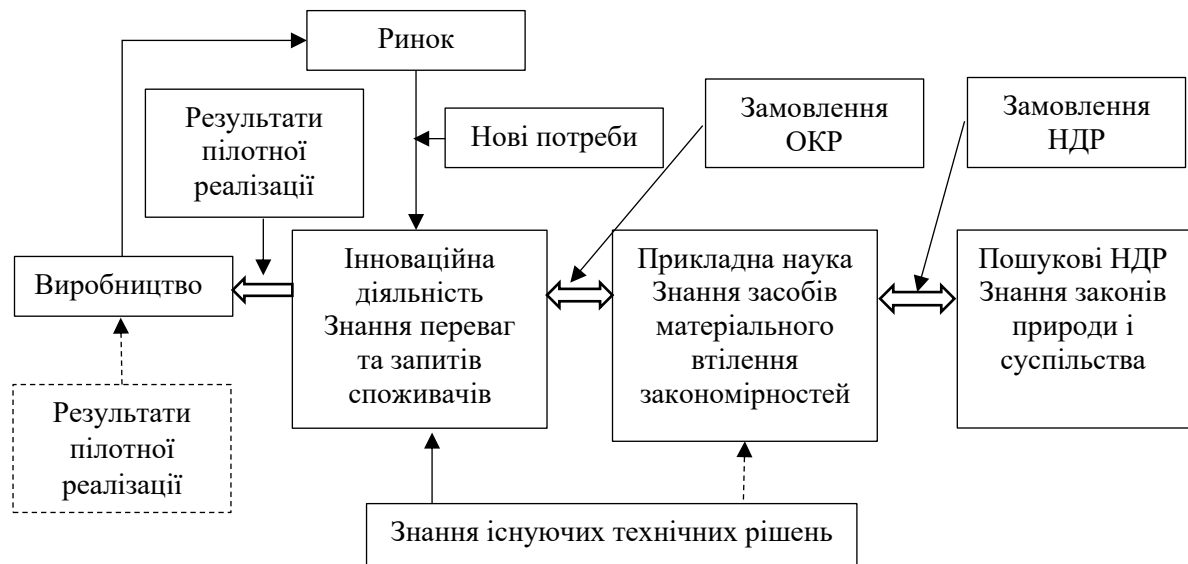 Ринок
Результати
пілотної
реалізації
Нові потреби
Замовлення
ОКР
Замовлення
НДР
Виробництво
Інноваційна
діяльність
Знання переваг
та запитів
споживачів
Прикладна наука
Знання засобів
матеріального
втілення
закономірностей
Пошукові НДР
Знання законів
природи і
суспільства
Результати
пілотної
реалізації
Знання існуючих технічних рішень